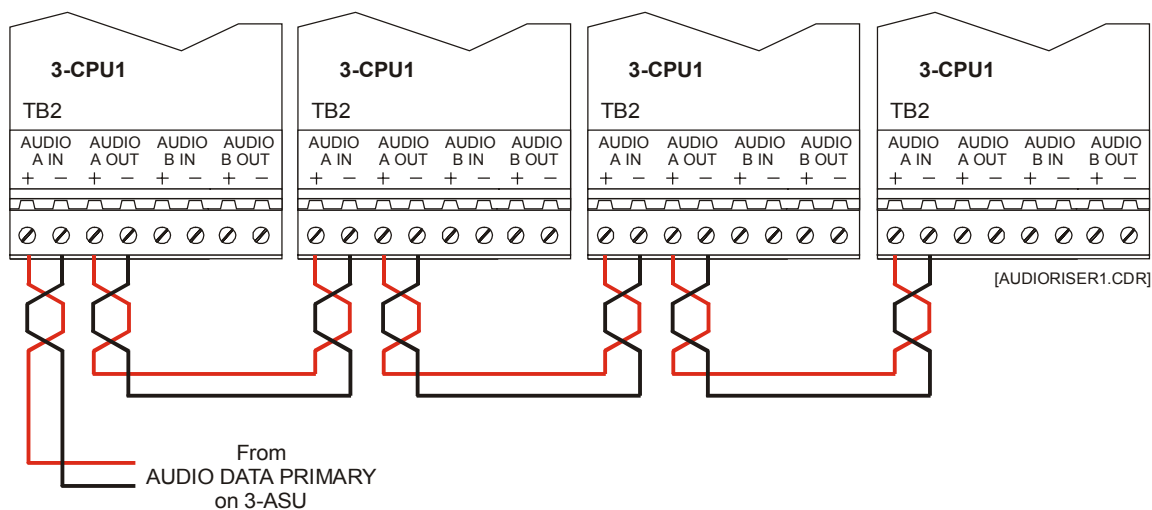 3-CPU1 3-CPU1 3-CPU1 3-CPU1
TB2 TB2 TB2 TB2
AUDIO AUDIO AUDIO AUDIO AUDIO AUDIO AUDIO AUDIO AUDIO AUDIO AUDIO AUDIO AUDIO AUDIO AUDIO AUDIO
A IN A OUT B IN B OUT A IN A OUT B IN B OUT A IN A OUT B IN B OUT A IN A OUT B IN B OUT
+ − + − + − + − + − + − + − + − + − + − + − + − + − + − + − + −
[AUDIORISER1.CDR]
From
AUDIO DATA PRIMARY
on 3-ASU